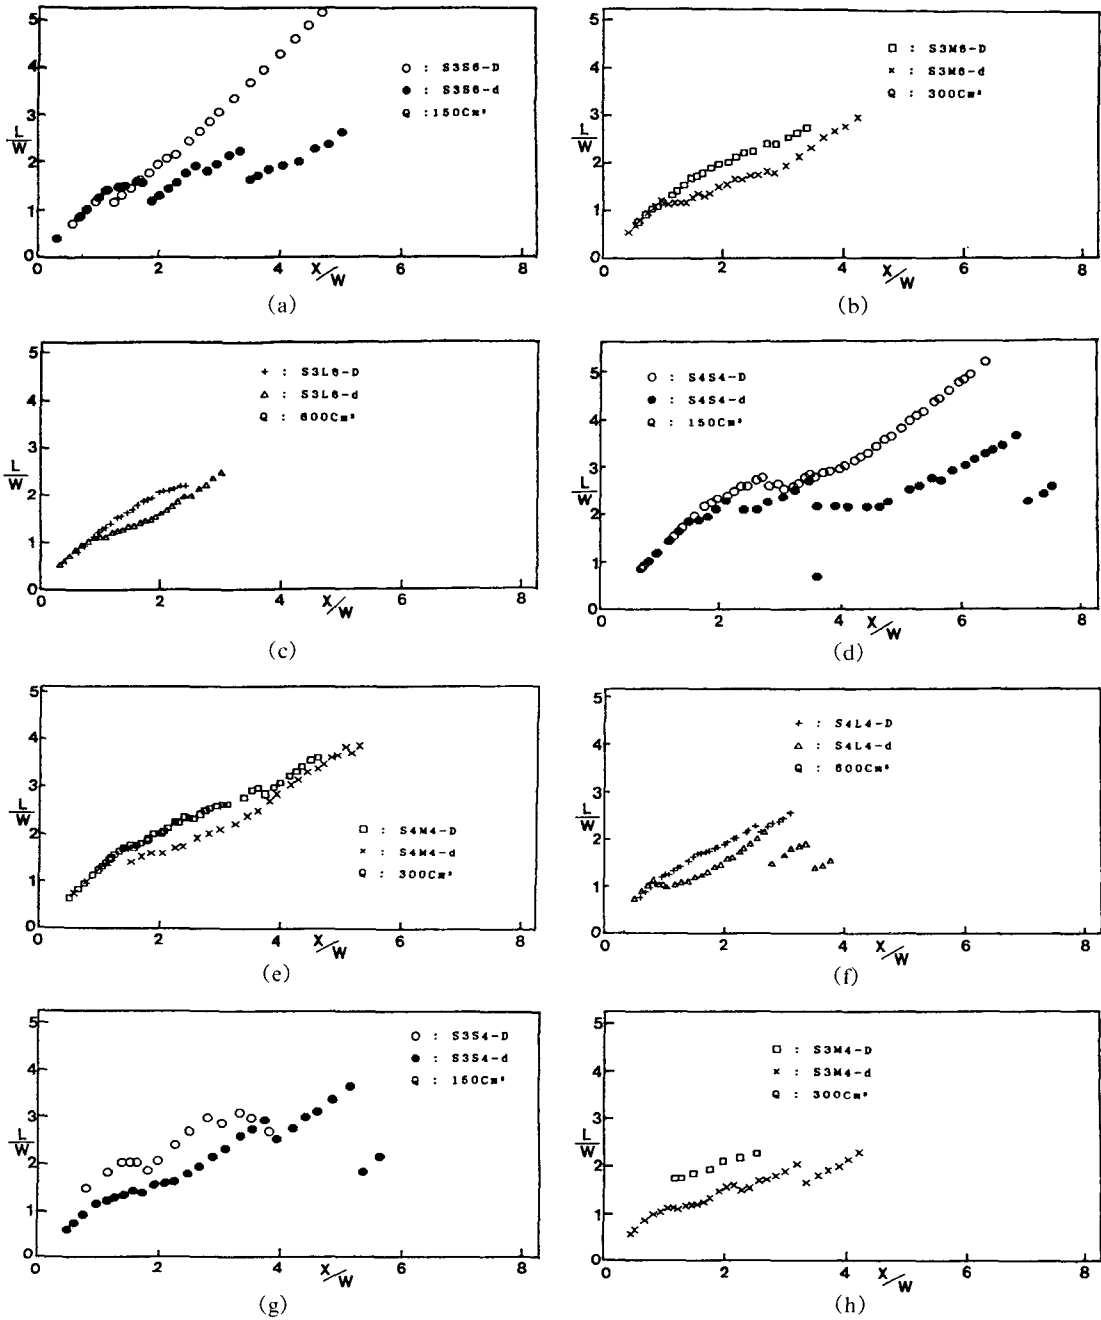 5
4
3
L/W
2
1
0
○ : S3S6-D
● : S3S6-d
Q : 150Cm³
0 2 4 X/W 6 8
(a)
5
4
3
L/W
2
1
0
□ : S3M6-D
× : S3M6-d
Q : 300Cm³
0 2 4 X/W 6 8
(b)
5
4
3
L/W
2
1
0
+ : S3L6-D
△ : S3L6-d
Q : 600Cm³
0 2 4 X/W 6 8
(c)
5
4
3
L/W
2
1
0
○ : S4S4-D
● : S4S4-d
Q : 150Cm³
0 2 4 X/W 6 8
(d)
5
4
3
L/W
2
1
0
□ : S4M4-D
× : S4M4-d
Q : 300Cm³
0 2 4 X/W 6 8
(e)
5
4
3
L/W
2
1
0
+ : S4L4-D
△ : S4L4-d
Q : 600Cm³
0 2 4 X/W 6 8
(f)
5
4
3
L/W
2
1
0
○ : S3S4-D
● : S3S4-d
Q : 150Cm³
0 2 4 X/W 6 8
(g)
5
4
3
L/W
2
1
0
□ : S3M4-D
× : S3M4-d
Q : 300Cm³
0 2 4 X/W 6 8
(h)